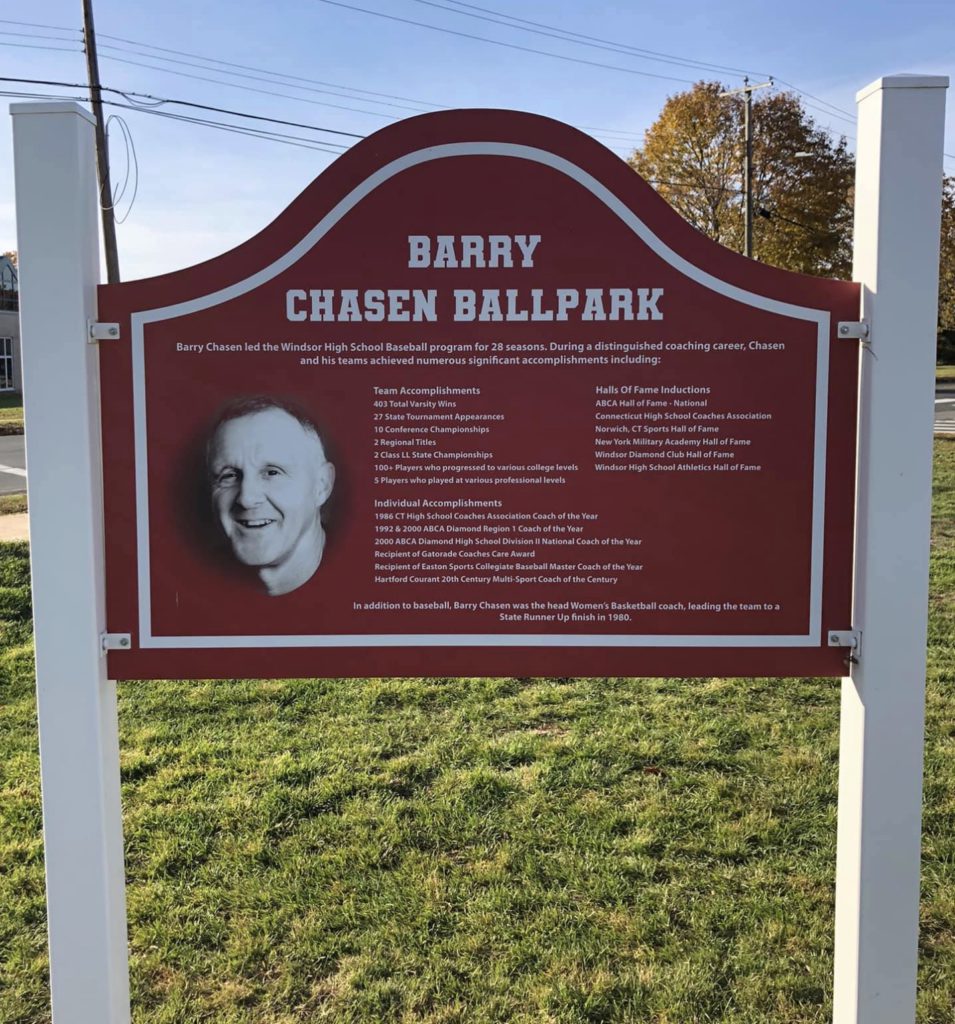 BARRY
CHASEN BALLPARK
Barry Chasen led the Windsor High School Baseball program for 28 seasons. During a distinguished coaching career, Chasen
and his teams achieved numerous significant accomplishments including:
Team Accomplishments
403 Total Varsity Wins
27 State Tournament Appearances
10 Conference Championships
2 Regional Titles
2 Class LL State Championships
100+ Players who progressed to various college levels
5 Players who played at various professional levels
Halls Of Fame Inductions
ABCA Hall of Fame - National
Connecticut High School Coaches Association
Norwich, CT Sports Hall of Fame
New York Military Academy Hall of Fame
Windsor Diamond Club Hall of Fame
Windsor High School Athletics Hall of Fame
Individual Accomplishments
1986 CT High School Coaches Association Coach of the Year
1992 & 2000 ABCA Diamond Region 1 Coach of the Year
2000 ABCA Diamond High School Division II National Coach of the Year
Recipient of Gatorade Coaches Care Award
Recipient of Easton Sports Collegiate Baseball Master Coach of the Year
Hartford Courant 20th Century Multi-Sport Coach of the Century
In addition to baseball, Barry Chasen was the head Women's Basketball coach, leading the team to a
State Runner Up finish in 1980.